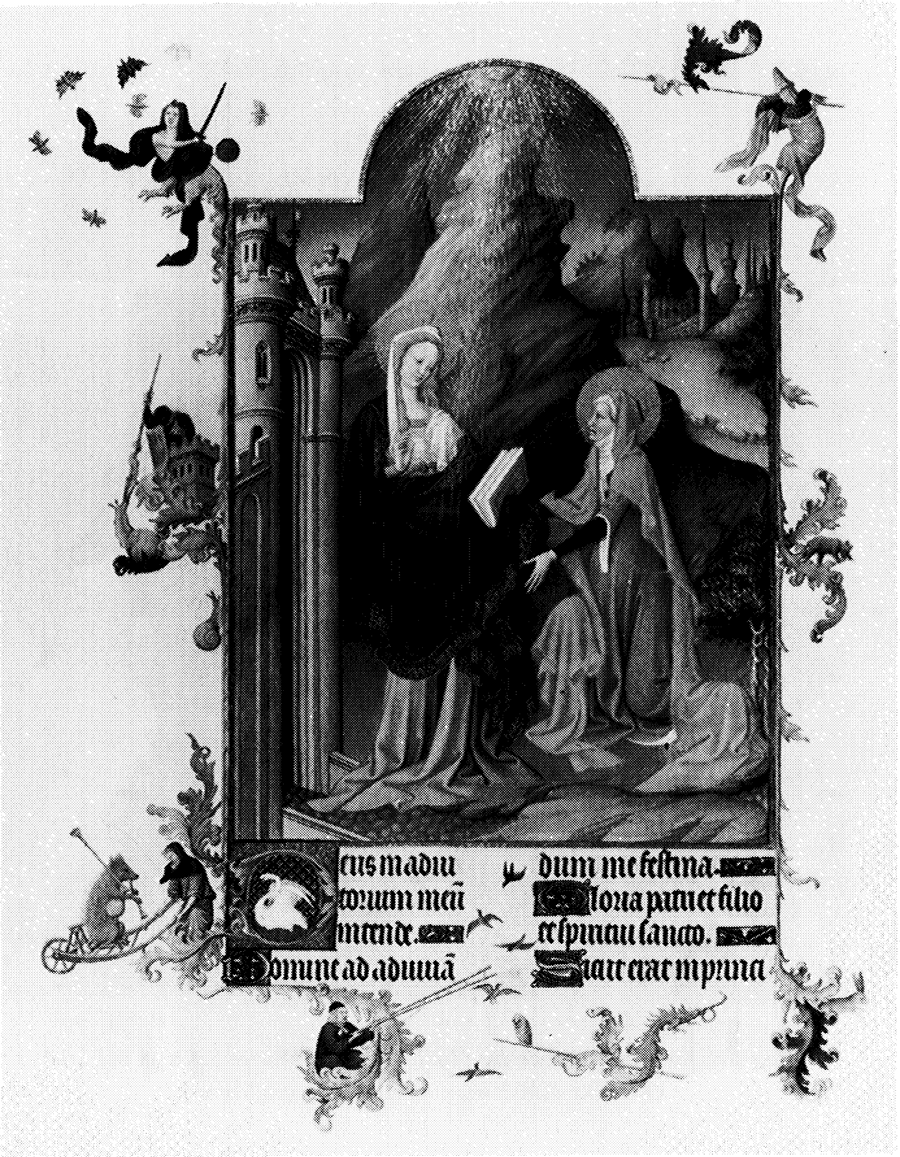 Deus in adiu
torium meū
intende.
Domine ad adiuuā
dum me festina.
Gloria patri et filio
et spiritui sancto.
Sicut erat in princi